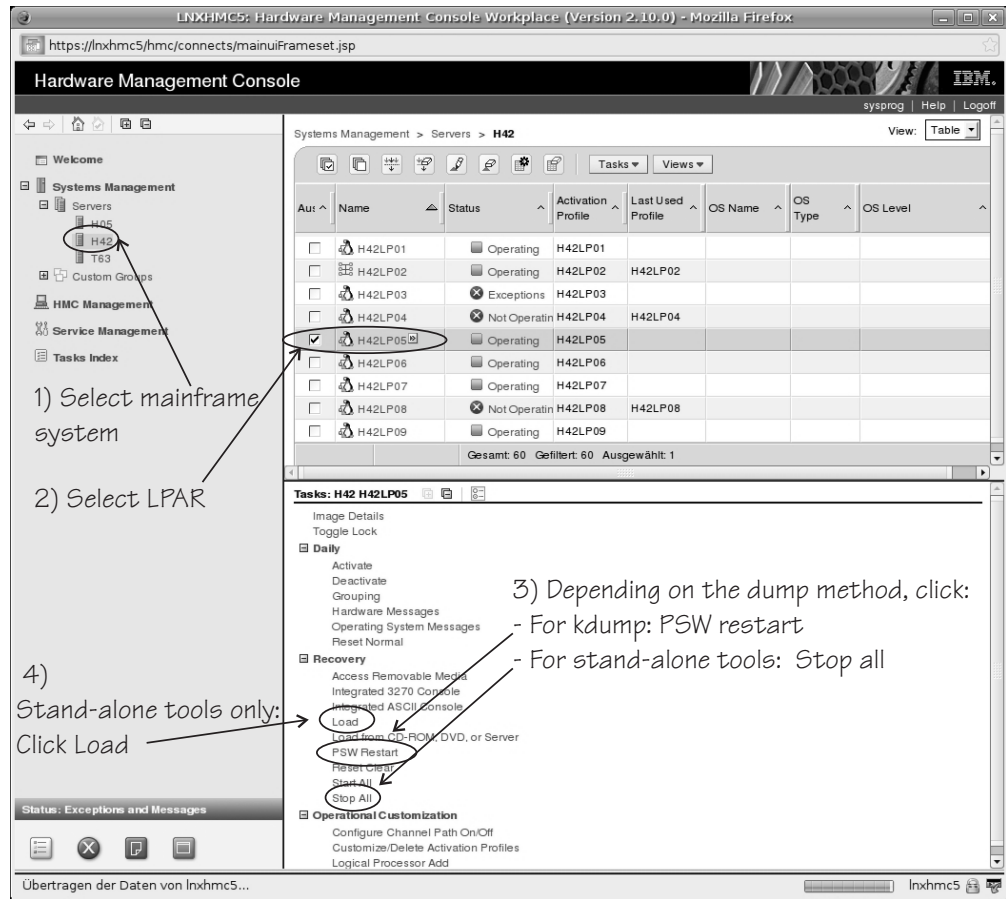 LNXHMC5: Hardware Management Console Workplace (Version 2.10.0) - Mozilla Firefox
https://lnxhmc5/hmc/connects/mainuiFrameset.jsp
Hardware Management Console
IBM.
sysprog | Help | Logoff
Welcome
Systems Management
Servers
H05
H42
T63
Custom Groups
HMC Management
Service Management
Tasks Index
1) Select mainframe
system
2) Select LPAR
4)
Stand-alone tools only:
Click Load
Status: Exceptions and Messages
Systems Management > Servers > H42
View: Table
Tasks Views
Aus Name Status Activation Profile Last Used Profile OS Name OS Type OS Level
H42LP01 Operating H42LP01
H42LP02 Operating H42LP02 H42LP02
H42LP03 Exceptions H42LP03
H42LP04 Not Operatin H42LP04 H42LP04
H42LP05 Operating H42LP05
H42LP06 Operating H42LP06
H42LP07 Operating H42LP07
H42LP08 Not Operatin H42LP08 H42LP08
H42LP09 Operating H42LP09
Gesamt: 60 Gefiltert: 60 Ausgewählt: 1
Tasks: H42 H42LP05
Image Details
Toggle Lock
Daily
Activate
Deactivate
Grouping
Hardware Messages
Operating System Messages
Reset Normal
Recovery
Access Removable Media
Integrated 3270 Console
Integrated ASCII Console
Load
Load from CD-ROM, DVD, or Server
PSW Restart
Reset Clear
Start All
Stop All
Operational Customization
Configure Channel Path On/Off
Customize/Delete Activation Profiles
Logical Processor Add
3) Depending on the dump method, click:
- For kdump: PSW restart
- For stand-alone tools: Stop all
Übertragen der Daten von lnxhmc5...
lnxhmc5